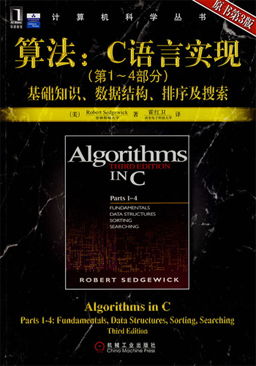 计算机科学丛书
原书第3版
算法：C语言实现
（第1～4部分）
基础知识、数据结构、排序及搜索
（美） Robert Sedgewick 著 译
Algorithms
THIRD EDITION
IN C
Parts 1–4
FUNDAMENTALS
DATA STRUCTURES
SORTING
SEARCHING
ROBERT SEDGEWICK
Algorithms in C
Parts 1-4: Fundamentals, Data Structures, Sorting, Searching
Third Edition
机械工业出版社
China Machine Press